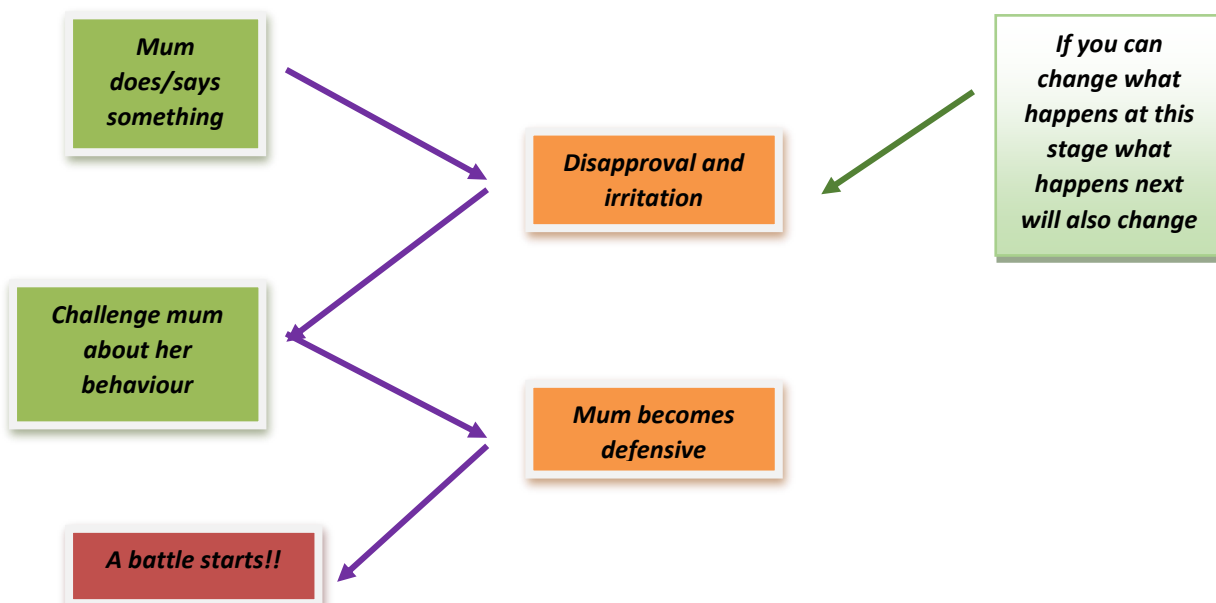 Mum
does/says
something
If you can
change what
happens at this
stage what
happens next
will also change
Disapproval and
irritation
Challenge mum
about her
behaviour
Mum becomes
defensive
A battle starts!!